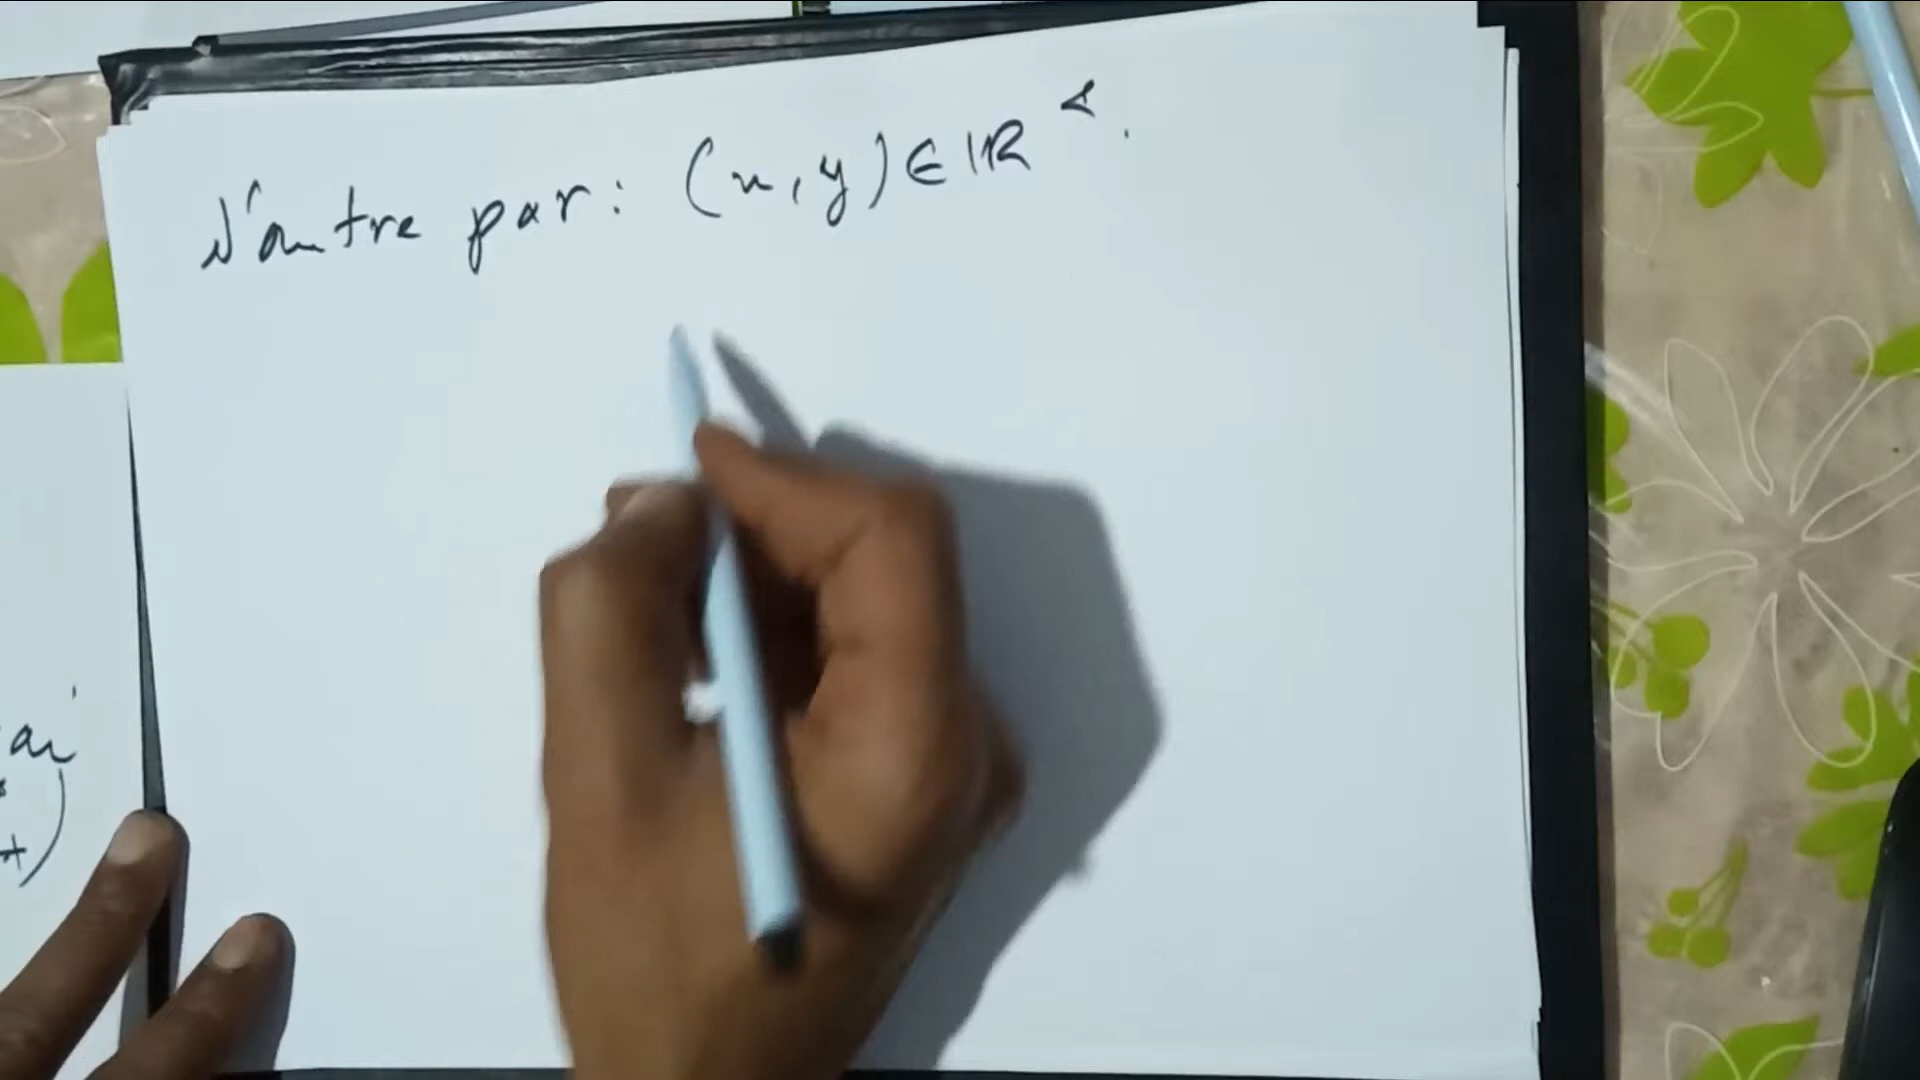 D'autre par : (x, y) ∈ ℝ².